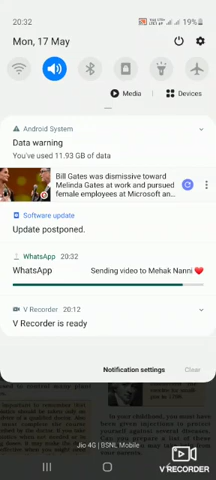 20:32
19%
Mon, 17 May
Media
Devices
Android System
Data warning
You've used 11.93 GB of data
Bill Gates was dismissive toward
Melinda Gates at work and pursued
female employees at Microsoft an...
Software update
Update postponed.
WhatsApp 20:32
WhatsApp Sending video to Mehak Nanni ❤️
V Recorder 20:12
V Recorder is ready
Notification settings Clear
Jio 4G | BSNL Mobile
V RECORDER